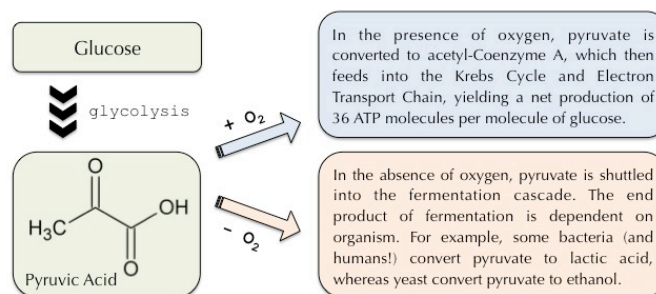 Glucose
glycolysis
+ O2
In the presence of oxygen, pyruvate is
converted to acetyl-Coenzyme A, which then
feeds into the Krebs Cycle and Electron
Transport Chain, yielding a net production of
36 ATP molecules per molecule of glucose.
O
OH
H3C
O
Pyruvic Acid
− O2
In the absence of oxygen, pyruvate is shuttled
into the fermentation cascade. The end
product of fermentation is dependent on
organism. For example, some bacteria (and
humans!) convert pyruvate to lactic acid,
whereas yeast convert pyruvate to ethanol.